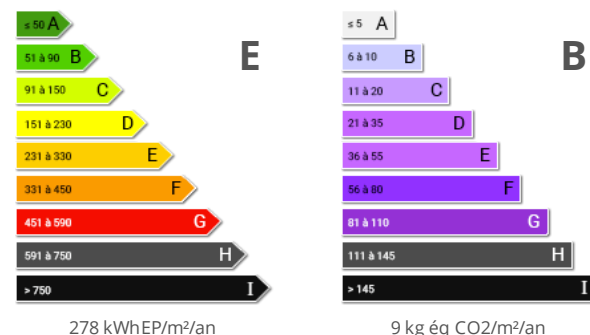 ≤ 50 A
51 à 90 B
91 à 150 C
151 à 230 D
231 à 330 E
331 à 450 F
451 à 590 G
591 à 750 H
> 750 I
E
278 kWhEP/m²/an
≤ 5 A
6 à 10 B
11 à 20 C
21 à 35 D
36 à 55 E
56 à 80 F
81 à 110 G
111 à 145 H
> 145 I
B
9 kg éq CO2/m²/an